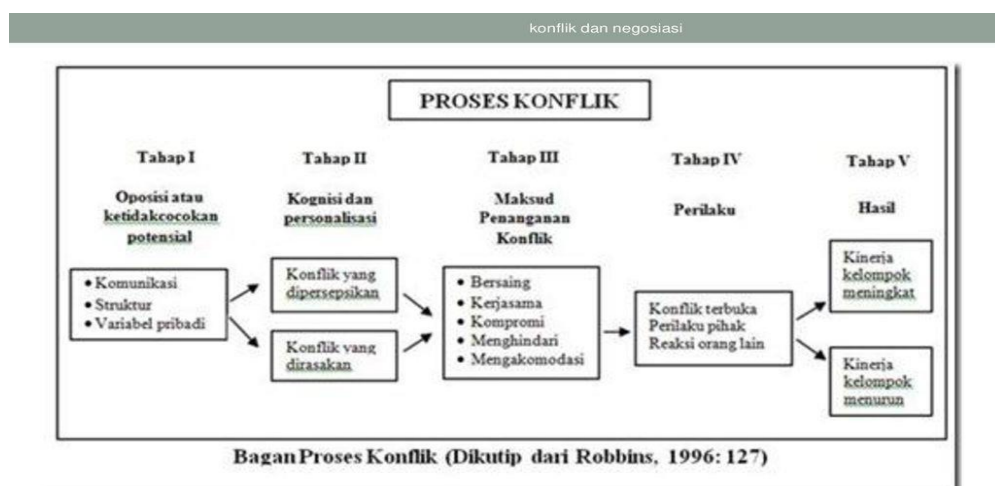 konflik dan negosiasi
PROSES KONFLIK
Tahap I
Oposisi atau
ketidakcocokan
potensial
• Komunikasi
• Struktur
• Variabel pribadi
Tahap II
Kognisi dan
personalisasi
Konflik yang
dipersepsikan
Konflik yang
dirasakan
Tahap III
Maksud
Penanganan
Konflik
• Bersaing
• Kerjasama
• Kompromi
• Menghindari
• Mengakomodasi
Tahap IV
Perilaku
Konflik terbuka
Perilaku pihak
Reaksi orang lain
Tahap V
Hasil
Kinerja
kelompok
meningkat
Kinerja
kelompok
menurun
Bagan Proses Konflik (Dikutip dari Robbins, 1996: 127)